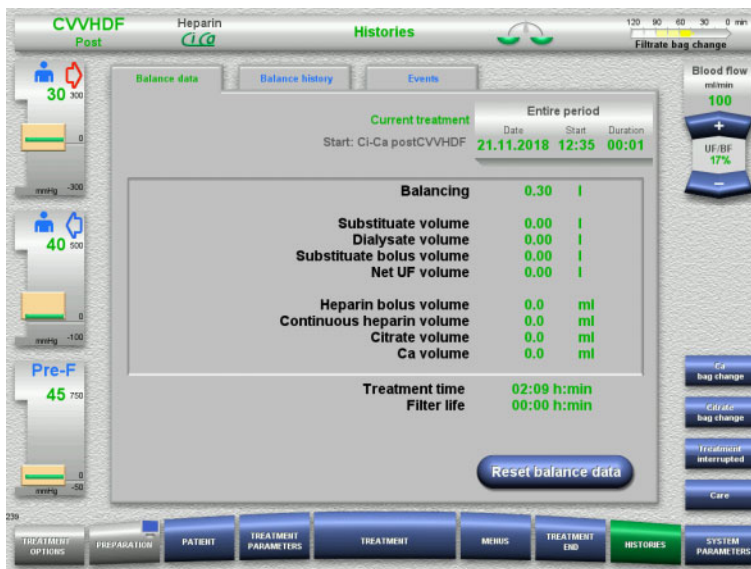 CVVHDF
Post
Heparin
Ci Ca
Histories
120 90 60 30 0 min
Filtrate bag change
30
300
0
mmHg -300
40
500
0
mmHg -100
Pre-F
45
750
0
mmHg -50
Balance data Balance history Events
Current treatment
Start: Ci-Ca postCVVHDF
Entire period
Date Start Duration
21.11.2018 12:35 00:01
Balancing 0.30 l
Substituate volume 0.00 l
Dialysate volume 0.00 l
Substituate bolus volume 0.00 l
Net UF volume 0.00 l
Heparin bolus volume 0.0 ml
Continuous heparin volume 0.0 ml
Citrate volume 0.0 ml
Ca volume 0.0 ml
Treatment time 02:09 h:min
Filter life 00:00 h:min
Reset balance data
Blood flow
ml/min
100
+
UF/BF
17%
–
Ca
bag change
Citrate
bag change
Treatment
interrupted
Care
239
TREATMENT
OPTIONS
PREPARATION
PATIENT
TREATMENT
PARAMETERS
TREATMENT
MENUS
TREATMENT
END
HISTORIES
SYSTEM
PARAMETERS